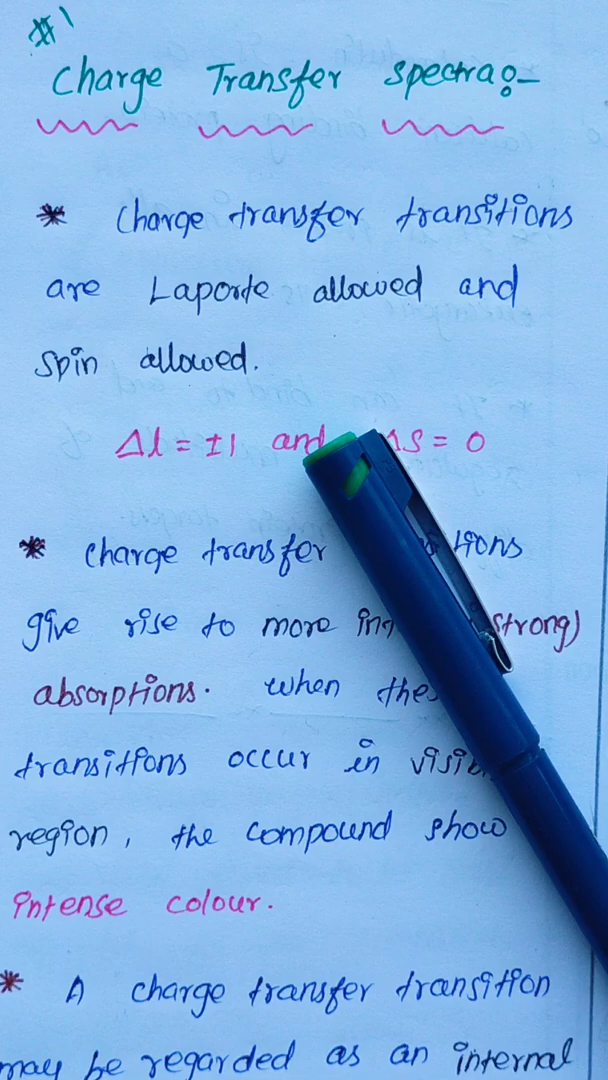 #1
Charge Transfer Spectra:-
* Charge transfer transitions
are Laporte allowed and
spin allowed.
Δl = ±1 and ΔS = 0
* Charge transfer
give rise to more strong)
absorptions. When
transitions occur in
region, the compound show
intense colour.
* A charge transfer transition
may be regarded as an internal